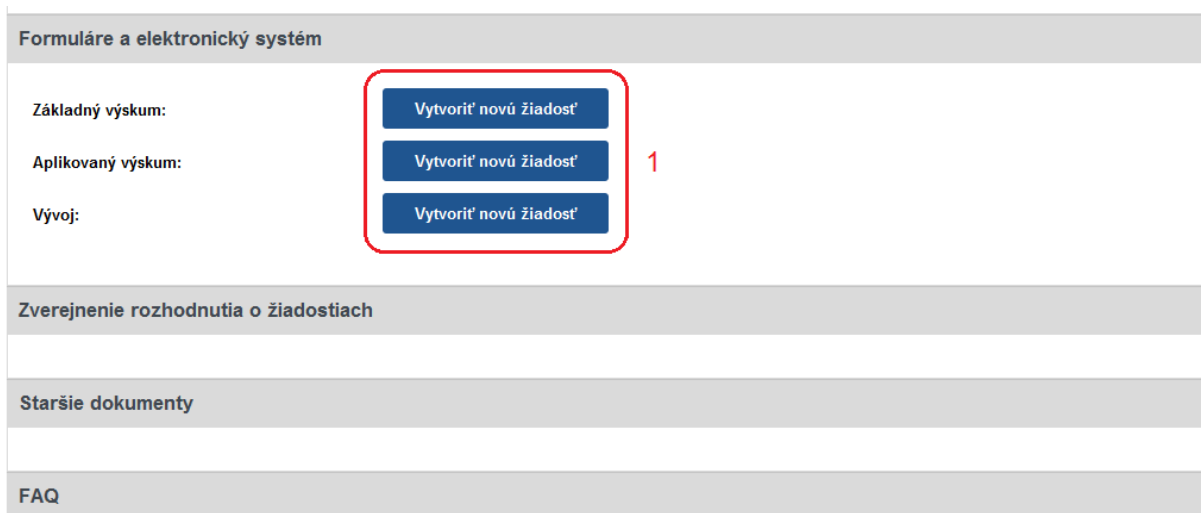 Formuláre a elektronický systém
Základný výskum: Vytvoriť novú žiadosť
Aplikovaný výskum: Vytvoriť novú žiadosť 1
Vývoj: Vytvoriť novú žiadosť
Zverejnenie rozhodnutia o žiadostiach
Staršie dokumenty
FAQ